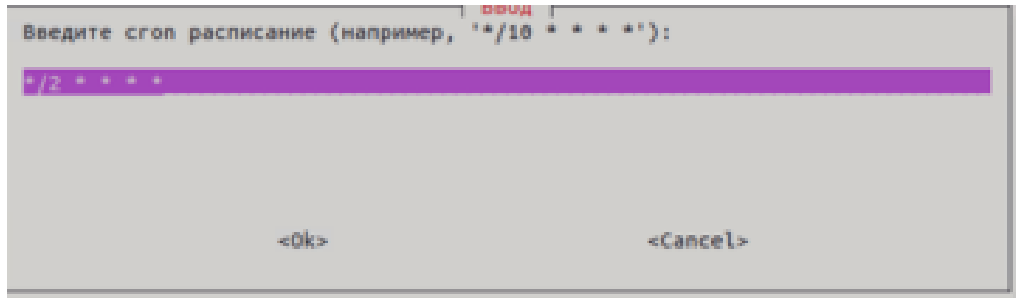 Ввод
Введите cron расписание (например, '*/10 * * * *'):
*/2 * * * *
<Ok> <Cancel>